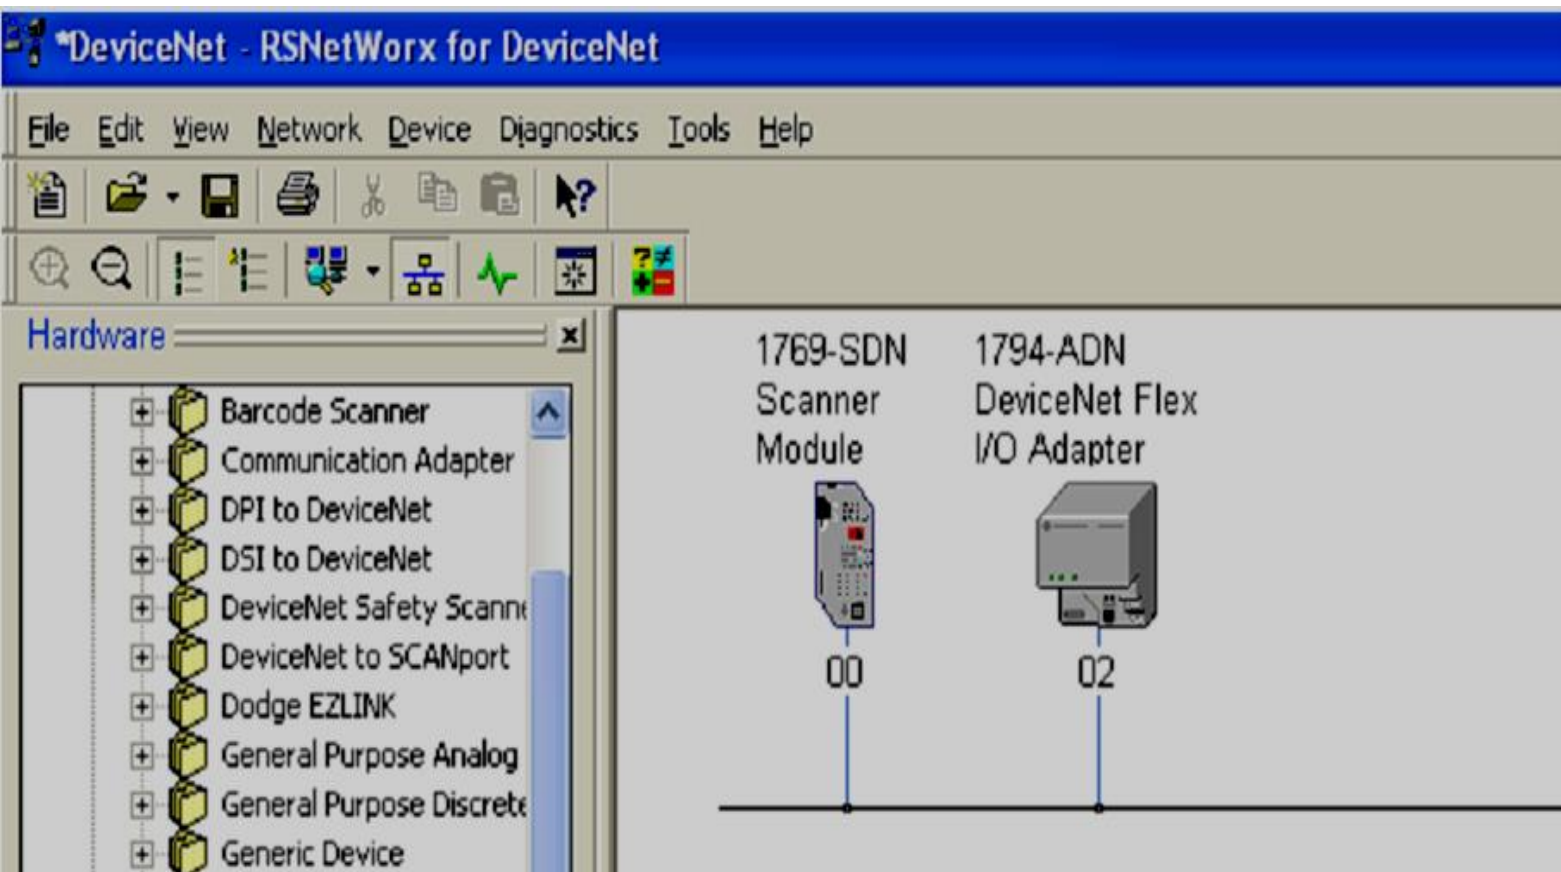 *DeviceNet - RSNetWorx for DeviceNet
File Edit View Network Device Diagnostics Tools Help
Hardware
Barcode Scanner
Communication Adapter
DPI to DeviceNet
DSI to DeviceNet
DeviceNet Safety Scanne
DeviceNet to SCANport
Dodge EZLINK
General Purpose Analog
General Purpose Discrete
Generic Device
1769-SDN
Scanner
Module
00
1794-ADN
DeviceNet Flex
I/O Adapter
02